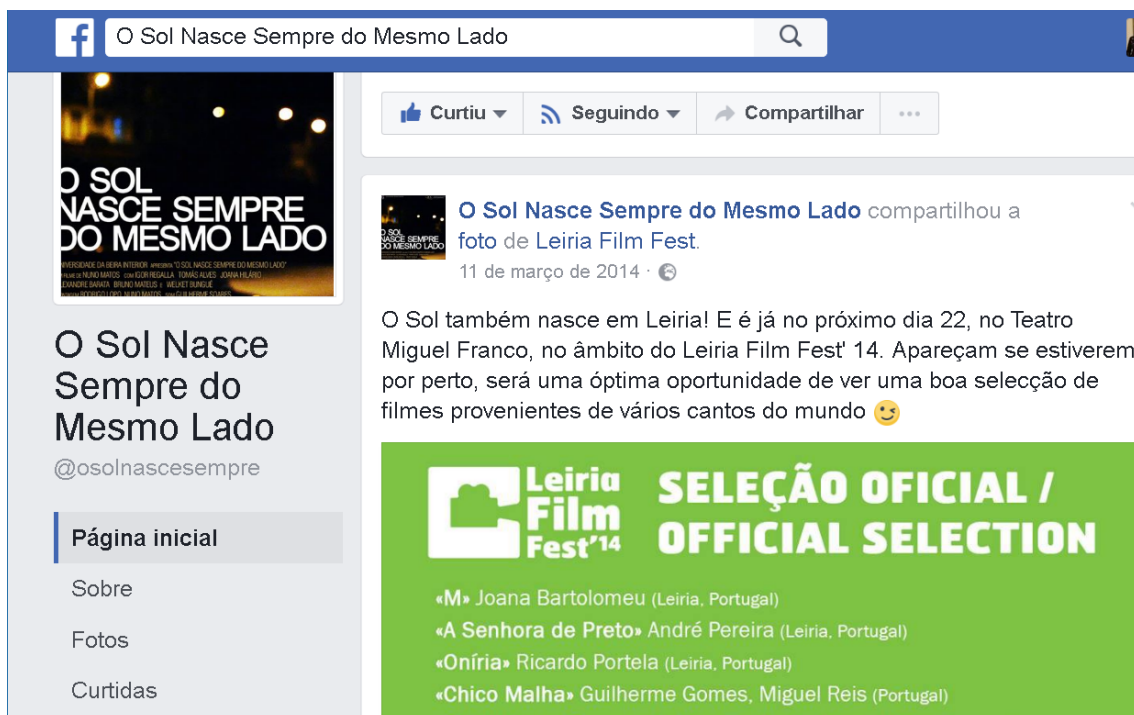 O Sol Nasce Sempre do Mesmo Lado
Curtiu
Seguindo
Compartilhar
O SOL
NASCE SEMPRE
DO MESMO LADO
O Sol Nasce
Sempre do
Mesmo Lado
@osolnascesempre
Página inicial
Sobre
Fotos
Curtidas
O Sol Nasce Sempre do Mesmo Lado compartilhou a
foto de Leiria Film Fest.
11 de março de 2014 ·
O Sol também nasce em Leiria! E é já no próximo dia 22, no Teatro
Miguel Franco, no âmbito do Leiria Film Fest' 14. Apareçam se estiverem
por perto, será uma óptima oportunidade de ver uma boa selecção de
filmes provenientes de vários cantos do mundo 😉
Leiria
Film
Fest'14
SELEÇÃO OFICIAL /
OFFICIAL SELECTION
«M» Joana Bartolomeu (Leiria, Portugal)
«A Senhora de Preto» André Pereira (Leiria, Portugal)
«Oníria» Ricardo Portela (Leiria, Portugal)
«Chico Malha» Guilherme Gomes, Miguel Reis (Portugal)